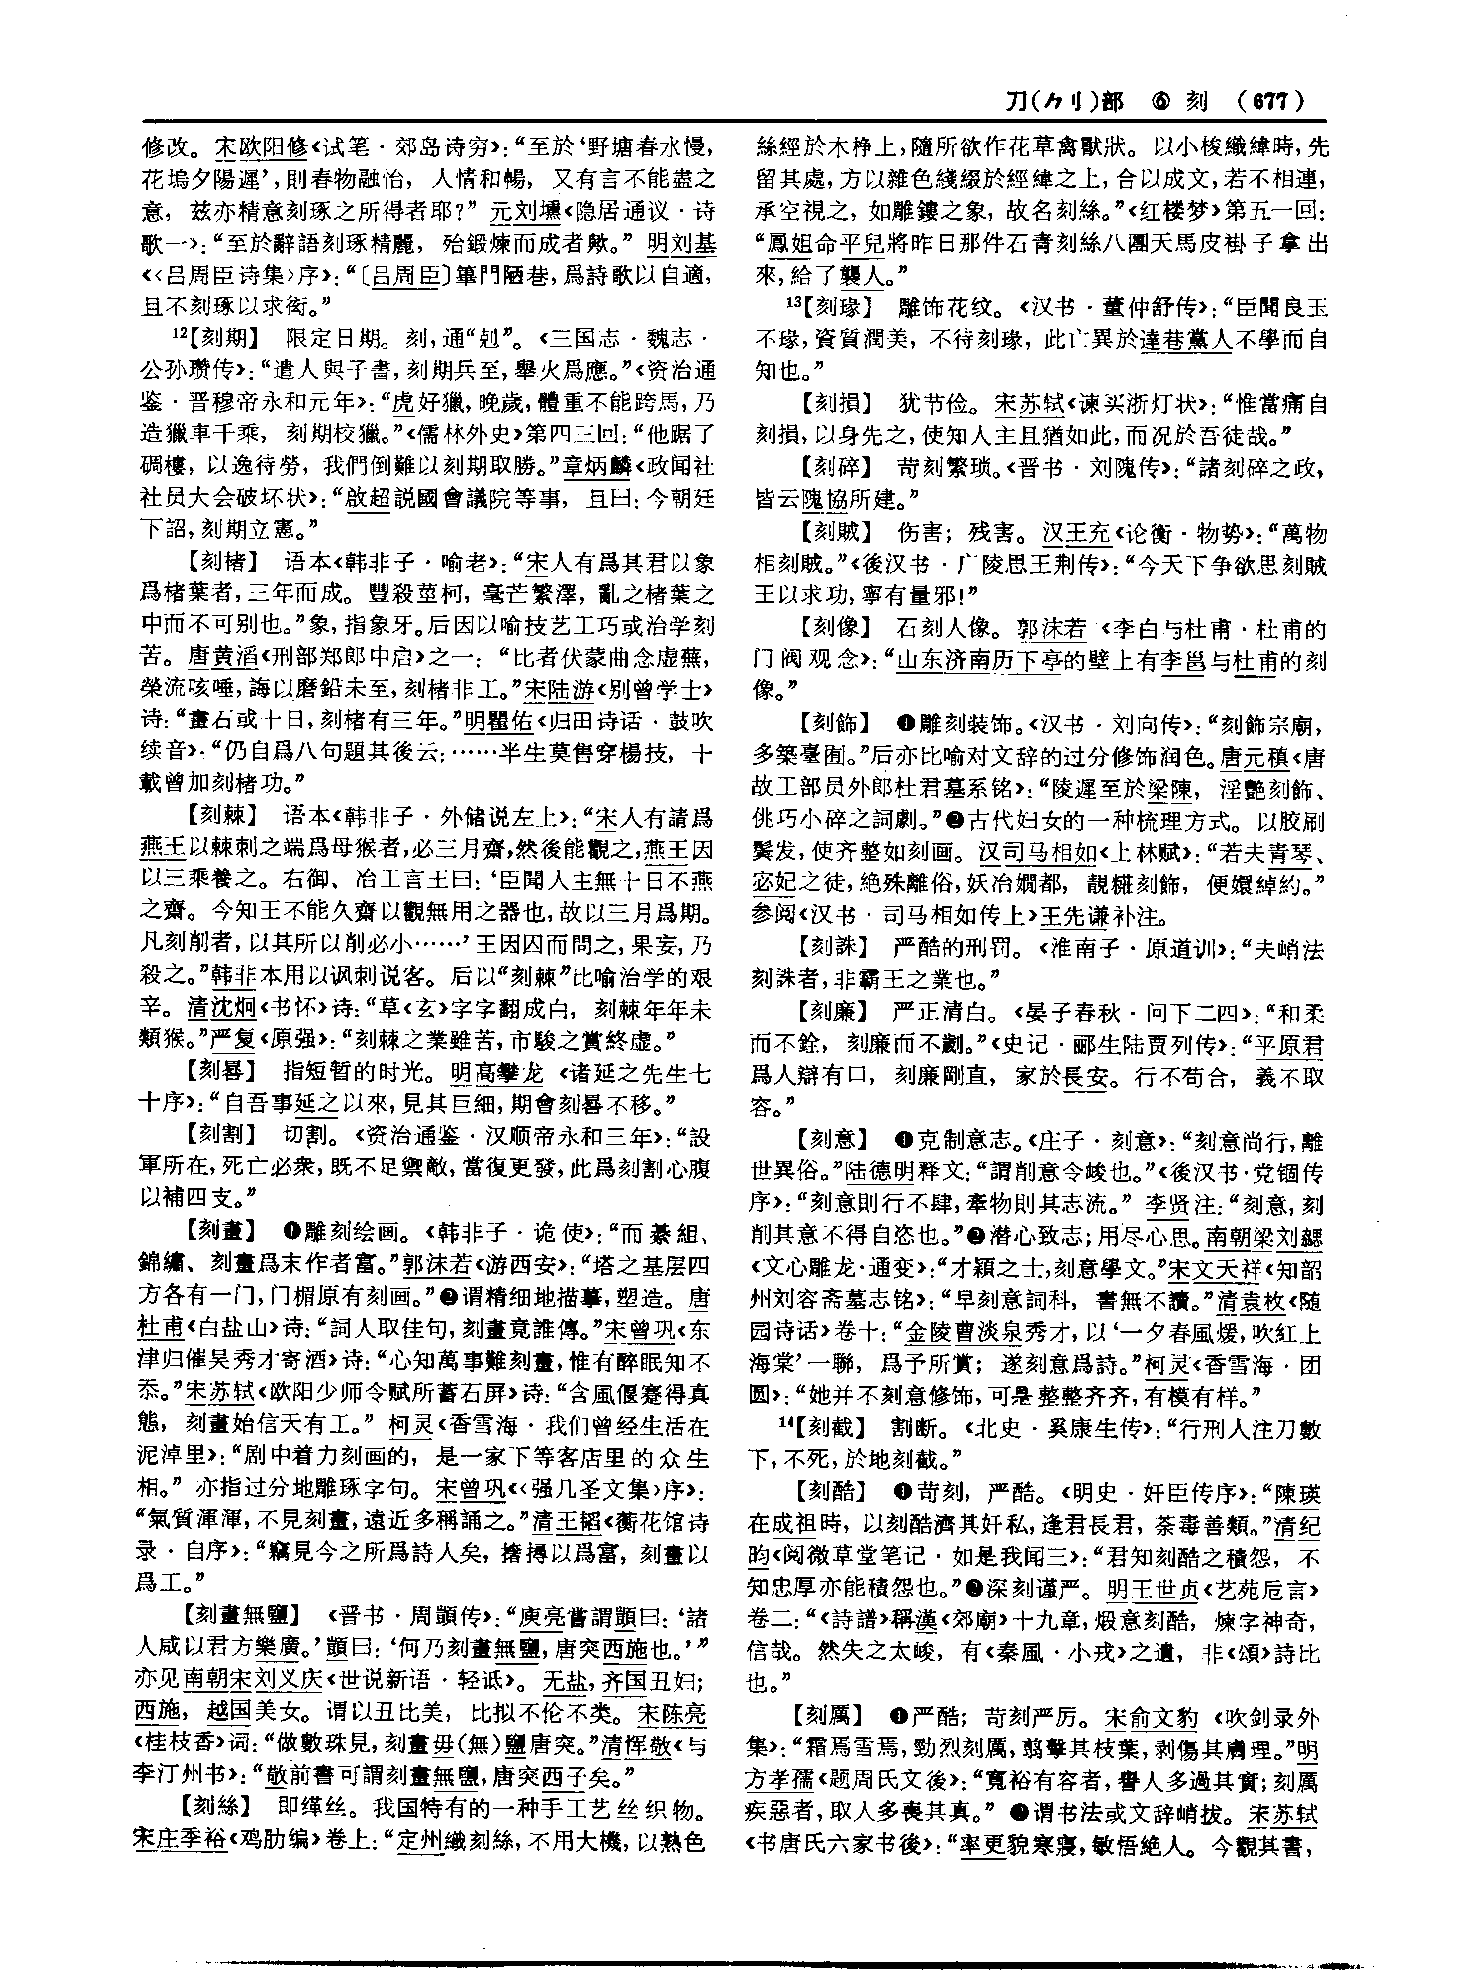 刀(⺈刂)部 ⑥ 刻 (677)
修改。宋欧阳修《试笔·郊岛诗穷》：“至於‘野塘春水慢，
花塢夕陽遲’，則春物融怡，人情和暢，又有言不能盡之
意，兹亦精意刻琢之所得者耶？”元刘壎《隐居通议·诗
歌一》：“至於辭語刻琢精麗，殆鍛煉而成者歟。”明刘基
《〈吕周臣诗集〉序》：“〔吕周臣〕篳門陋巷，爲詩歌以自適，
且不刻琢以求衒。”
12【刻期】 限定日期。刻，通“剋”。《三国志·魏志·
公孙瓒传》：“遣人與子書，刻期兵至，舉火爲應。”《资治通
鉴·晋穆帝永和元年》：“虎好獵，晚歲，體重不能跨馬，乃
造獵車千乘，刻期校獵。”《儒林外史》第四三回：“他踞了
碉樓，以逸待勞，我們倒難以刻期取勝。”章炳麟《政闻社
社员大会破坏状》：“啟超説國會議院等事，且曰：今朝廷
下詔，刻期立憲。”
【刻楮】 语本《韩非子·喻老》：“宋人有爲其君以象
爲楮葉者，三年而成。豐殺莖柯，毫芒繁澤，亂之楮葉之
中而不可别也。”象，指象牙。后因以喻技艺工巧或治学刻
苦。唐黄滔《刑部郑郎中启》之一：“比者伏蒙曲念虚蕪，
榮流咳唾，誨以磨鉛未至，刻楮非工。”宋陆游《别曾学士》
诗：“畫石或十日，刻楮有三年。”明瞿佑《归田诗话·鼓吹
续音》：“仍自爲八句題其後云：……半生莫售穿楊技，十
載曾加刻楮功。”
【刻棘】 语本《韩非子·外储说左上》：“宋人有請爲
燕王以棘刺之端爲母猴者，必三月齋，然後能觀之，燕王因
以三乘養之。右御、冶工言王曰：‘臣聞人主無十日不燕
之齋。今知王不能久齋以觀無用之器也，故以三月爲期。
凡刻削者，以其所以削必小……’王因囚而問之，果妄，乃
殺之。”韩非本用以讽刺说客。后以“刻棘”比喻治学的艰
辛。清沈炯《书怀》诗：“草《玄》字字翻成白，刻棘年年未
類猴。”严复《原强》：“刻棘之業雖苦，市駿之賞終虚。”
【刻晷】 指短暂的时光。明高攀龙《诸延之先生七
十序》：“自吾事延之以來，見其巨細，期會刻晷不移。”
【刻割】 切割。《资治通鉴·汉顺帝永和三年》：“設
軍所在，死亡必衆，既不足禦敵，當復更發，此爲刻割心腹
以補四支。”
【刻畫】 ❶雕刻绘画。《韩非子·诡使》：“而綦組、
錦繡、刻畫爲末作者富。”郭沫若《游西安》：“塔之基层四
方各有一门，门楣原有刻画。”❷谓精细地描摹，塑造。唐
杜甫《白盐山》诗：“詞人取佳句，刻畫竟誰傳。”宋曾巩《东
津归催吴秀才寄酒》诗：“心知萬事難刻畫，惟有醉眠知不
忝。”宋苏轼《欧阳少师令赋所蓄石屏》诗：“含風偃蹇得真
態，刻畫始信天有工。”柯灵《香雪海·我们曾经生活在
泥淖里》：“剧中着力刻画的，是一家下等客店里的众生
相。”亦指过分地雕琢字句。宋曾巩《〈强几圣文集〉序》：
“氣質渾渾，不見刻畫，遠近多稱誦之。”清王韬《蘅花馆诗
录·自序》：“竊見今之所爲詩人矣，撦撏以爲富，刻畫以
爲工。”
【刻畫無鹽】 《晋书·周顗传》：“庾亮嘗謂顗曰：‘諸
人咸以君方樂廣。’顗曰：‘何乃刻畫無鹽，唐突西施也。’”
亦见南朝宋刘义庆《世说新语·轻诋》。无盐，齐国丑妇；
西施，越国美女。谓以丑比美，比拟不伦不类。宋陈亮
《桂枝香》词：“做數珠見，刻畫毋(無)鹽唐突。”清恽敬《与
李汀州书》：“敬前書可謂刻畫無鹽，唐突西子矣。”
【刻絲】 即缂丝。我国特有的一种手工艺丝织物。
宋庄季裕《鸡肋编》卷上：“定州織刻絲，不用大機，以熟色
絲經於木棦上，隨所欲作花草禽獸狀。以小梭織緯時，先
留其處，方以雜色綫綴於經緯之上，合以成文，若不相連，
承空視之，如雕鏤之象，故名刻絲。”《红楼梦》第五一回：
“鳳姐命平兒將昨日那件石青刻絲八團天馬皮褂子拿出
來，給了襲人。”
13【刻瑑】 雕饰花纹。《汉书·董仲舒传》：“臣聞良玉
不瑑，資質潤美，不待刻瑑，此亡異於達巷黨人不學而自
知也。”
【刻損】 犹节俭。宋苏轼《谏买浙灯状》：“惟當痛自
刻損，以身先之，使知人主且猶如此，而况於吾徒哉。”
【刻碎】 苛刻繁琐。《晋书·刘隗传》：“諸刻碎之政，
皆云隗協所建。”
【刻賊】 伤害；残害。汉王充《论衡·物势》：“萬物
相刻賊。”《後汉书·广陵思王荆传》：“今天下争欲思刻賊
王以求功，寧有量邪！”
【刻像】 石刻人像。郭沫若《李白与杜甫·杜甫的
门阀观念》：“山东济南历下亭的壁上有李邕与杜甫的刻
像。”
【刻飾】 ❶雕刻装饰。《汉书·刘向传》：“刻飾宗廟，
多築臺囿。”后亦比喻对文辞的过分修饰润色。唐元稹《唐
故工部员外郎杜君墓系铭》：“陵遲至於梁陳，淫艷刻飾、
佻巧小碎之詞劇。”❷古代妇女的一种梳理方式。以胶刷
鬓发，使齐整如刻画。汉司马相如《上林赋》：“若夫青琴、
宓妃之徒，絶殊離俗，妖冶嫺都，靚糚刻飾，便嬛綽約。”
参阅《汉书·司马相如传上》王先谦补注。
【刻誅】 严酷的刑罚。《淮南子·原道训》：“夫峭法
刻誅者，非霸王之業也。”
【刻廉】 严正清白。《晏子春秋·问下二四》：“和柔
而不銓，刻廉而不劌。”《史记·郦生陆贾列传》：“平原君
爲人辯有口，刻廉剛直，家於長安。行不苟合，義不取
容。”
【刻意】 ❶克制意志。《庄子·刻意》：“刻意尚行，離
世異俗。”陆德明释文：“謂削意令峻也。”《後汉书·党锢传
序》：“刻意則行不肆，牽物則其志流。”李贤注：“刻意，刻
削其意不得自恣也。”❷潜心致志；用尽心思。南朝梁刘勰
《文心雕龙·通变》：“才穎之士，刻意學文。”宋文天祥《知韶
州刘容斋墓志铭》：“早刻意詞科，書無不讀。”清袁枚《随
园诗话》卷十：“金陵曹淡泉秀才，以‘一夕春風煖，吹紅上
海棠’一聯，爲予所賞；遂刻意爲詩。”柯灵《香雪海·团
圆》：“她并不刻意修饰，可是整整齐齐，有模有样。”
14【刻截】 割断。《北史·奚康生传》：“行刑人注刀數
下，不死，於地刻截。”
【刻酷】 ❶苛刻，严酷。《明史·奸臣传序》：“陳瑛
在成祖時，以刻酷濟其奸私，逢君長君，荼毒善類。”清纪
昀《阅微草堂笔记·如是我闻三》：“君知刻酷之積怨，不
知忠厚亦能積怨也。”❷深刻谨严。明王世贞《艺苑卮言》
卷二：“《詩譜》稱漢《郊廟》十九章，煅意刻酷，煉字神奇，
信哉。然失之太峻，有《秦風·小戎》之遺，非《頌》詩比
也。”
【刻厲】 ❶严酷；苛刻严厉。宋俞文豹《吹剑录外
集》：“霜焉雪焉，勁烈刻厲，翦擊其枝葉，剥傷其膚理。”明
方孝孺《题周氏文後》：“寬裕有容者，譽人多過其實；刻厲
疾惡者，取人多喪其真。”❷谓书法或文辞峭拔。宋苏轼
《书唐氏六家书後》：“率更貌寒寢，敏悟絶人。今觀其書，